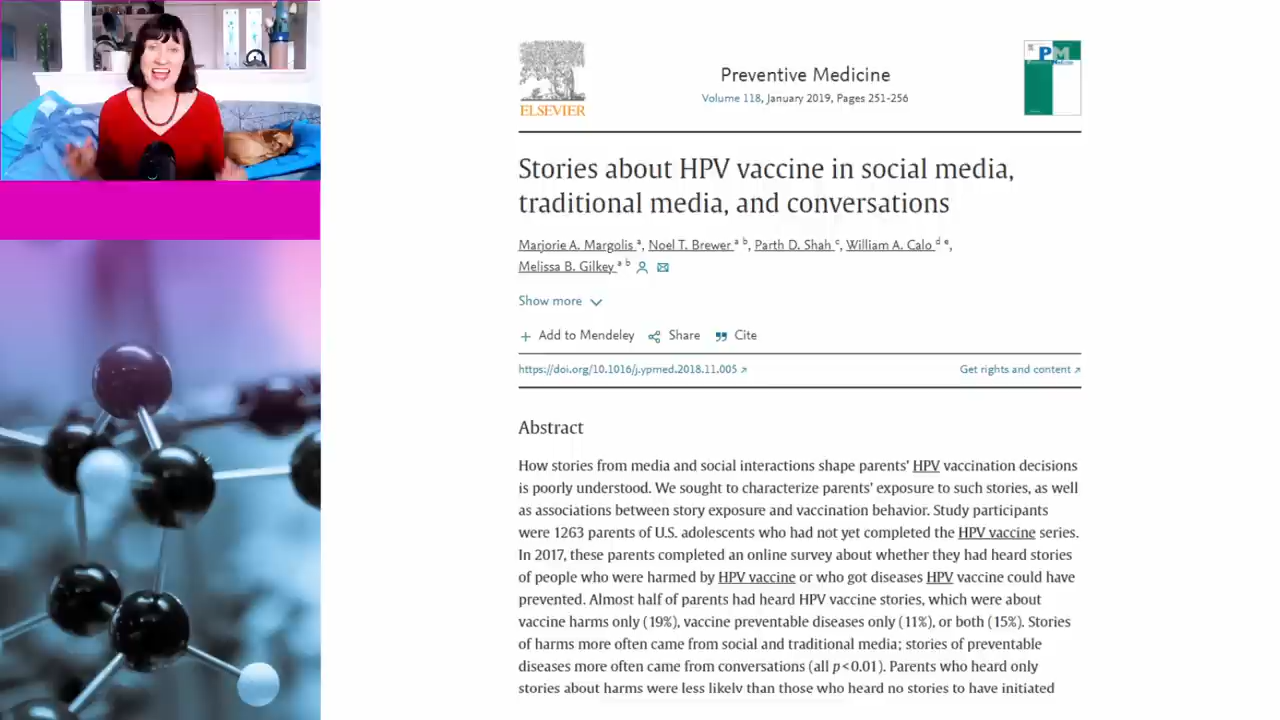 ELSEVIER
Preventive Medicine
Volume 118, January 2019, Pages 251-256
PM
Stories about HPV vaccine in social media,
traditional media, and conversations
Marjorie A. Margolis a, Noel T. Brewer a b, Parth D. Shah c, William A. Calo d e,
Melissa B. Gilkey a b
Show more
Add to Mendeley Share Cite
https://doi.org/10.1016/j.ypmed.2018.11.005 Get rights and content
Abstract
How stories from media and social interactions shape parents' HPV vaccination decisions
is poorly understood. We sought to characterize parents' exposure to such stories, as well
as associations between story exposure and vaccination behavior. Study participants
were 1263 parents of U.S. adolescents who had not yet completed the HPV vaccine series.
In 2017, these parents completed an online survey about whether they had heard stories
of people who were harmed by HPV vaccine or who got diseases HPV vaccine could have
prevented. Almost half of parents had heard HPV vaccine stories, which were about
vaccine harms only (19%), vaccine preventable diseases only (11%), or both (15%). Stories
of harms more often came from social and traditional media; stories of preventable
diseases more often came from conversations (all p<0.01). Parents who heard only
stories about harms were less likely than those who heard no stories to have initiated